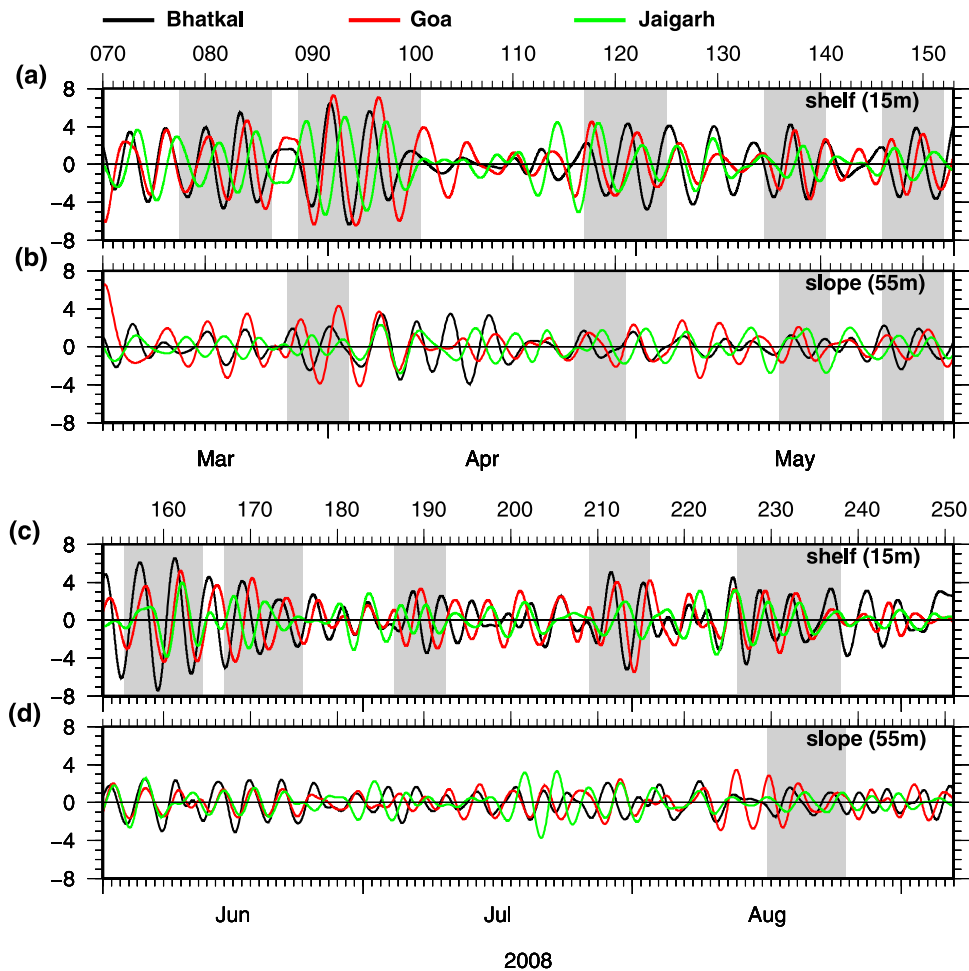 Bhatkal Goa Jaigarh
070 080 090 100 110 120 130 140 150
(a)
shelf (15m)
8
4
0
−4
−8
(b)
slope (55m)
8
4
0
−4
−8
Mar Apr May
160 170 180 190 200 210 220 230 240 250
(c)
shelf (15m)
8
4
0
−4
−8
(d)
slope (55m)
8
4
0
−4
−8
Jun Jul Aug
2008